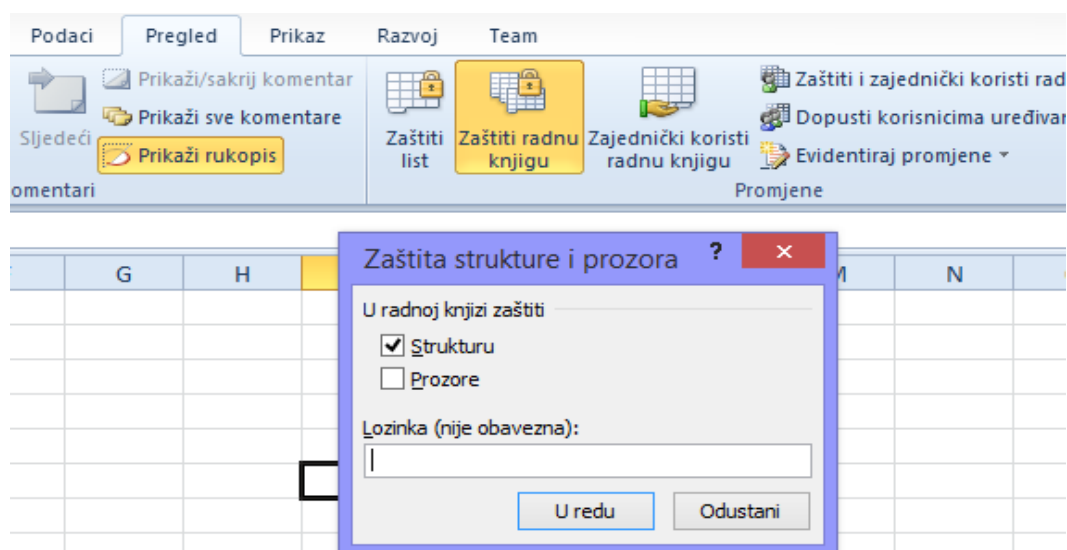 Podaci Pregled Prikaz Razvoj Team
Prikaži/sakrij komentar
Prikaži sve komentare
Prikaži rukopis
Sljedeći
omentari
Zaštiti
list
Zaštiti radnu
knjigu
Zajednički koristi
radnu knjigu
Zaštiti i zajednički koristi rad
Dopusti korisnicima uređivan
Evidentiraj promjene
Promjene
G H M N
Zaštita strukture i prozora ?
U radnoj knjizi zaštiti
Strukturu
Prozore
Lozinka (nije obavezna):
U redu Odustani